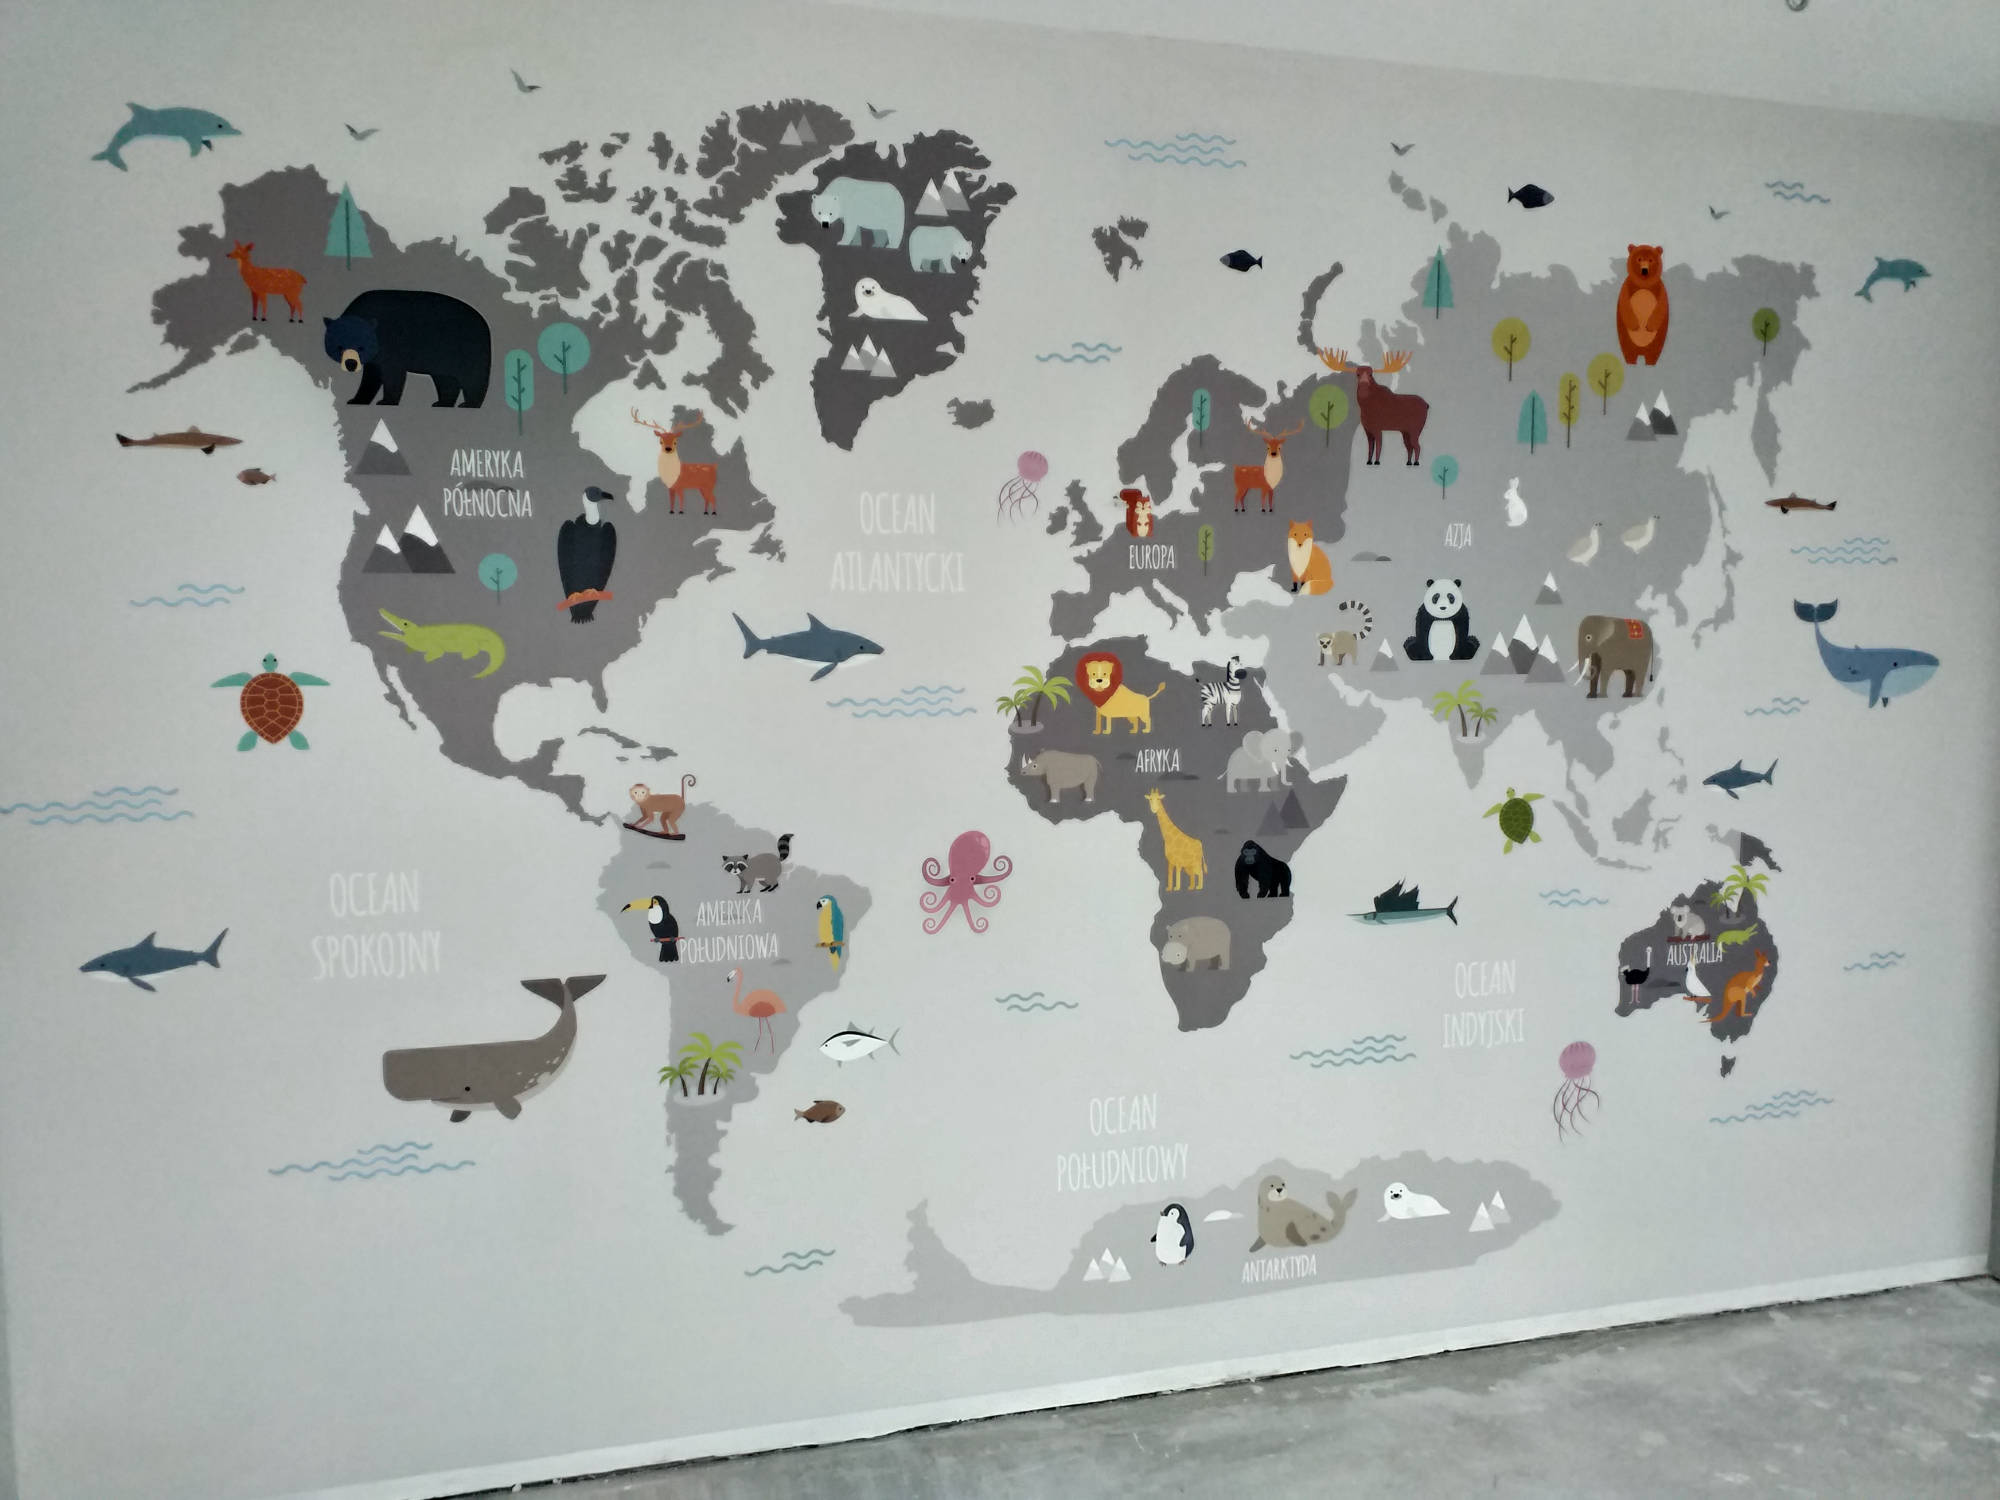 AMERYKA
PÓŁNOCNA
OCEAN
ATLANTYCKI
EUROPA
AZJA
AFRYKA
OCEAN
SPOKOJNY
AMERYKA
POŁUDNIOWA
AUSTRALIA
OCEAN
INDYJSKI
OCEAN
POŁUDNIOWY
ANTARKTYDA